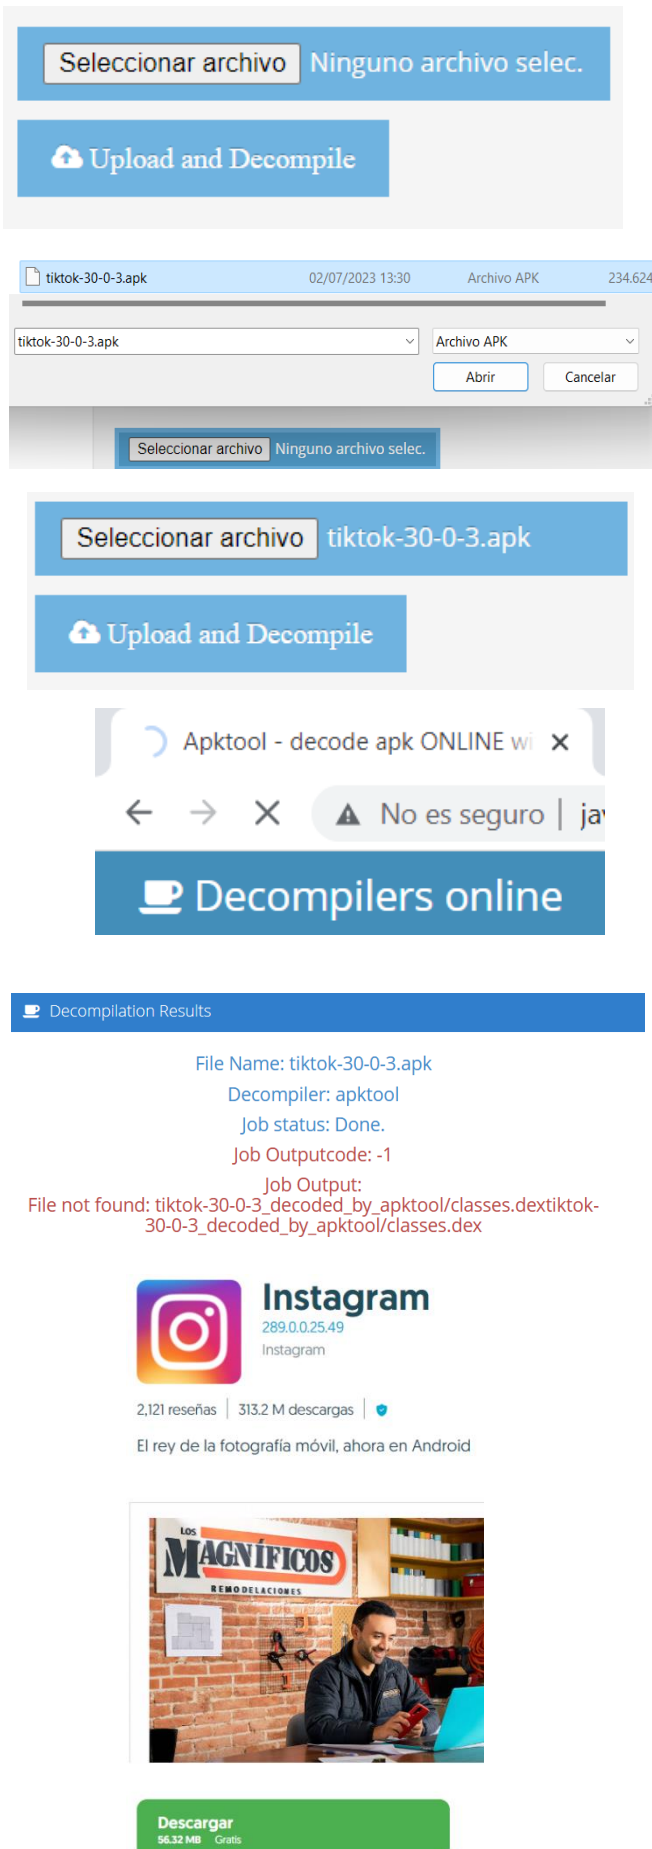 Seleccionar archivo Ninguno archivo selec.
Upload and Decompile
tiktok-30-0-3.apk 02/07/2023 13:30 Archivo APK 234.624
tiktok-30-0-3.apk Archivo APK
Abrir Cancelar
Seleccionar archivo Ninguno archivo selec.
Seleccionar archivo tiktok-30-0-3.apk
Upload and Decompile
Apktool - decode apk ONLINE wi
No es seguro | jav
Decompilers online
Decompilation Results
File Name: tiktok-30-0-3.apk
Decompiler: apktool
Job status: Done.
Job Outputcode: -1
Job Output:
File not found: tiktok-30-0-3_decoded_by_apktool/classes.dextiktok-
30-0-3_decoded_by_apktool/classes.dex
Instagram
289.0.0.25.49
Instagram
2,121 reseñas 313.2 M descargas
El rey de la fotografía móvil, ahora en Android
LOS
MAGNÍFICOS
REMODELACIONES
Descargar
56.32 MB Gratis